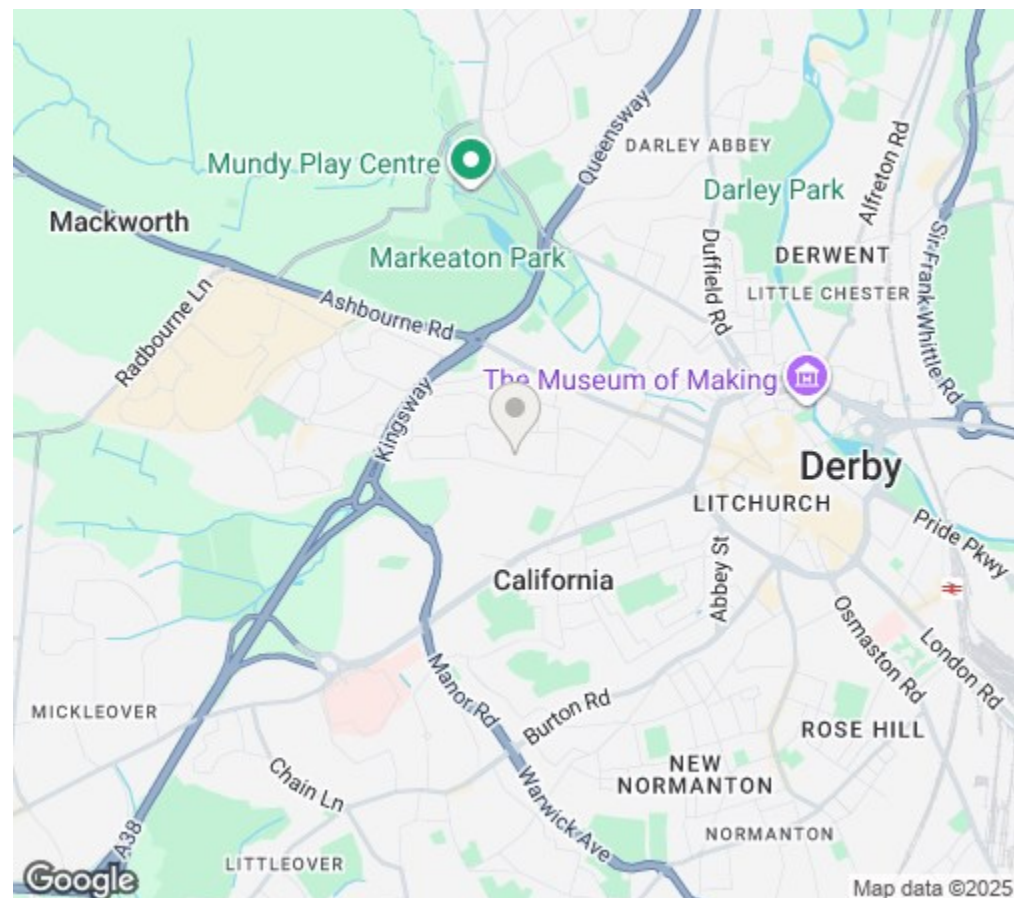 Queensway
DARLEY ABBEY
Alfreton Rd
Mundy Play Centre
Darley Park
Mackworth
Markeaton Park
Duffield Rd
DERWENT
Sir Frank Whittle Rd
LITTLE CHESTER
Radbourne Ln
Ashbourne Rd
The Museum of Making
Kingsway
Derby
LITCHURCH
Pride Pkwy
Abbey St
California
Osmaston Rd
London Rd
Manor Rd
MICKLEOVER
Burton Rd
ROSE HILL
NEW
NORMANTON
Chain Ln
Warwick Ave
A38
NORMANTON
LITTLEOVER
Google
Map data ©2025